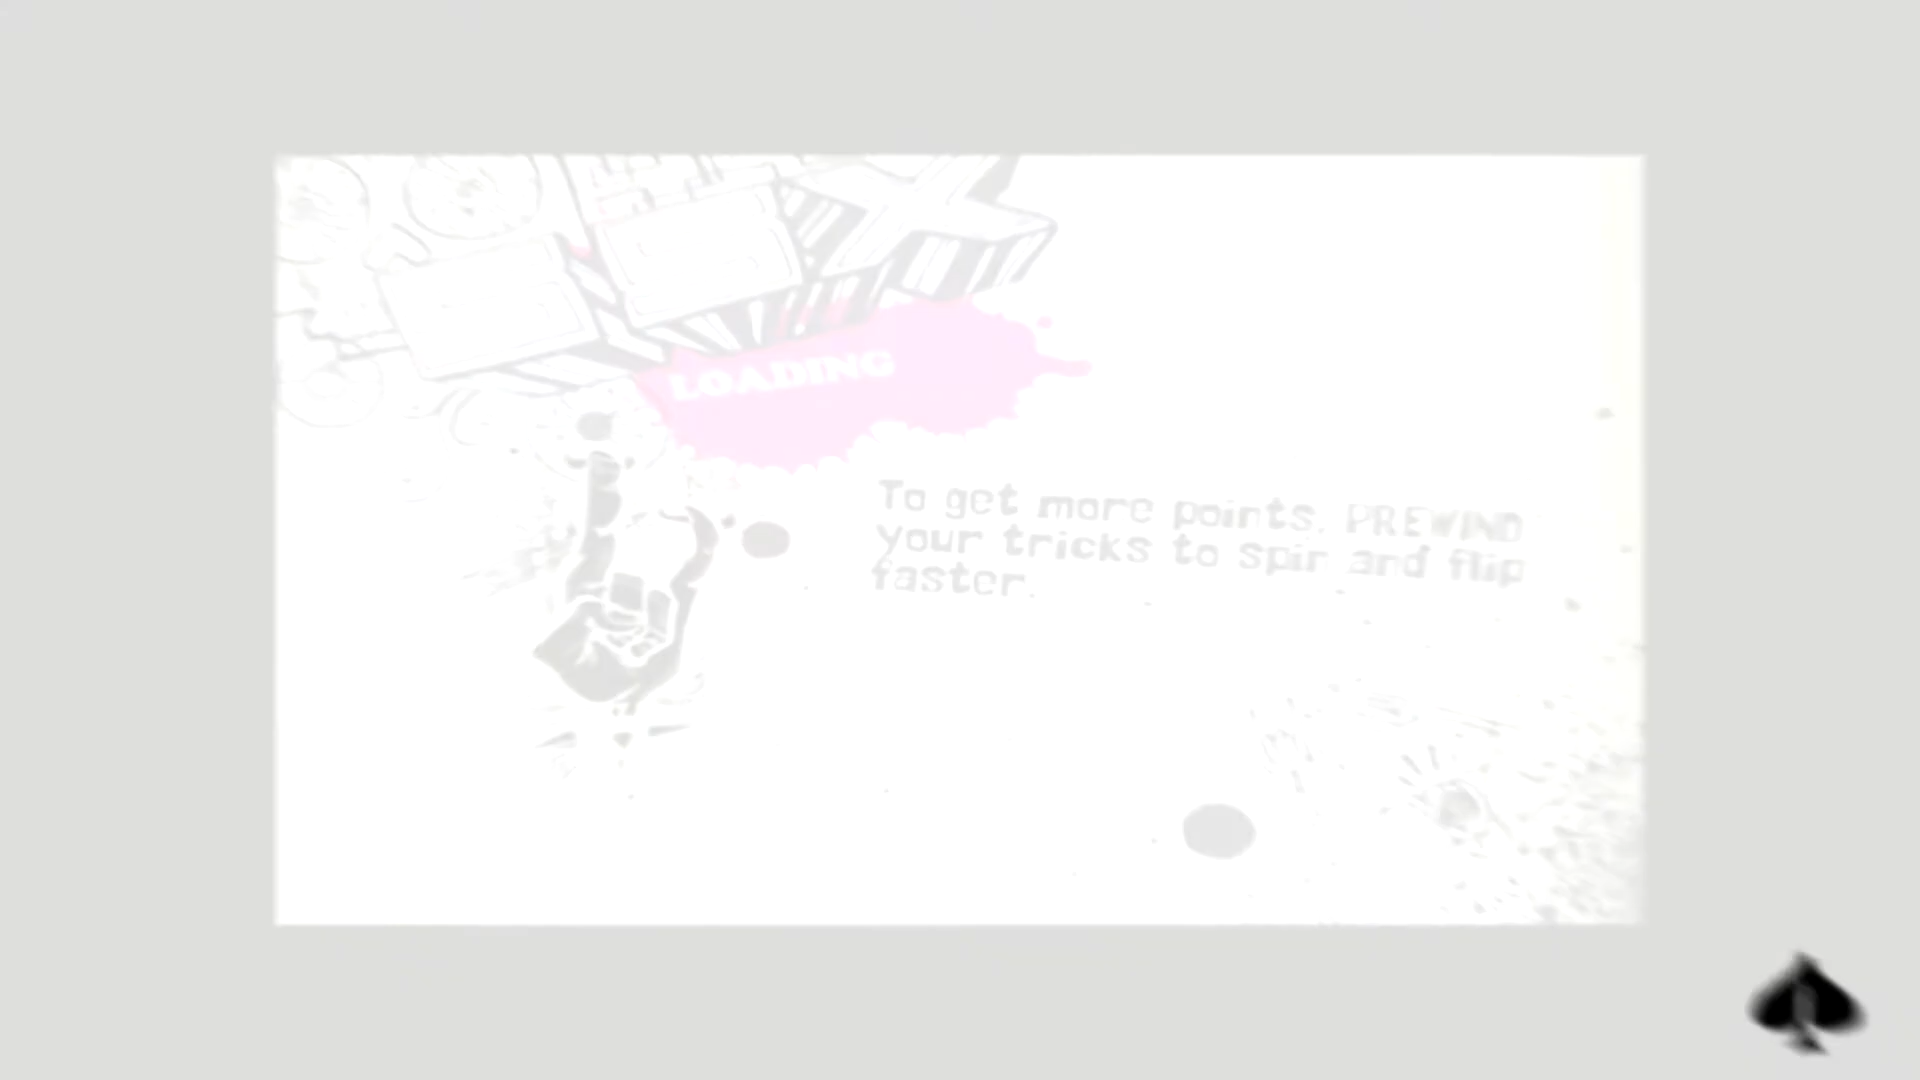 LOADING
To get more points, PREWIND
your tricks to spin and flip
faster.